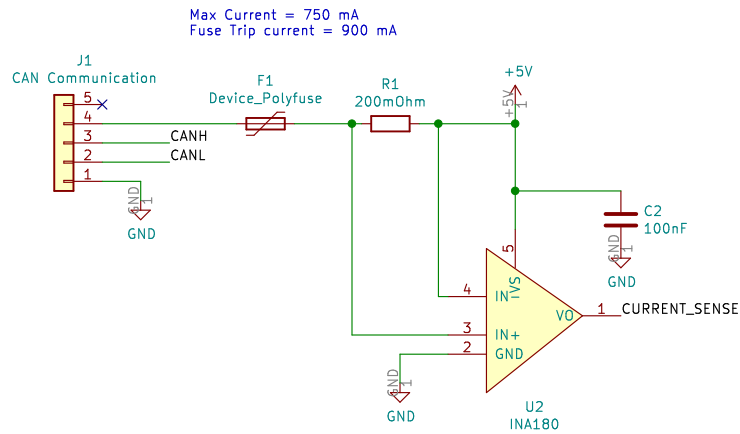 Max Current = 750 mA
Fuse Trip current = 900 mA
J1
CAN Communication
5
4
3
2
1
CANH
CANL
GND
1
GND
F1
Device_Polyfuse
R1
200mOhm
+5V
+5V
1
C2
100nF
GND
1
GND
5
VS
4
IN-
3
IN+
2
GND
VO
1
CURRENT_SENSE
GND
1
GND
U2
INA180